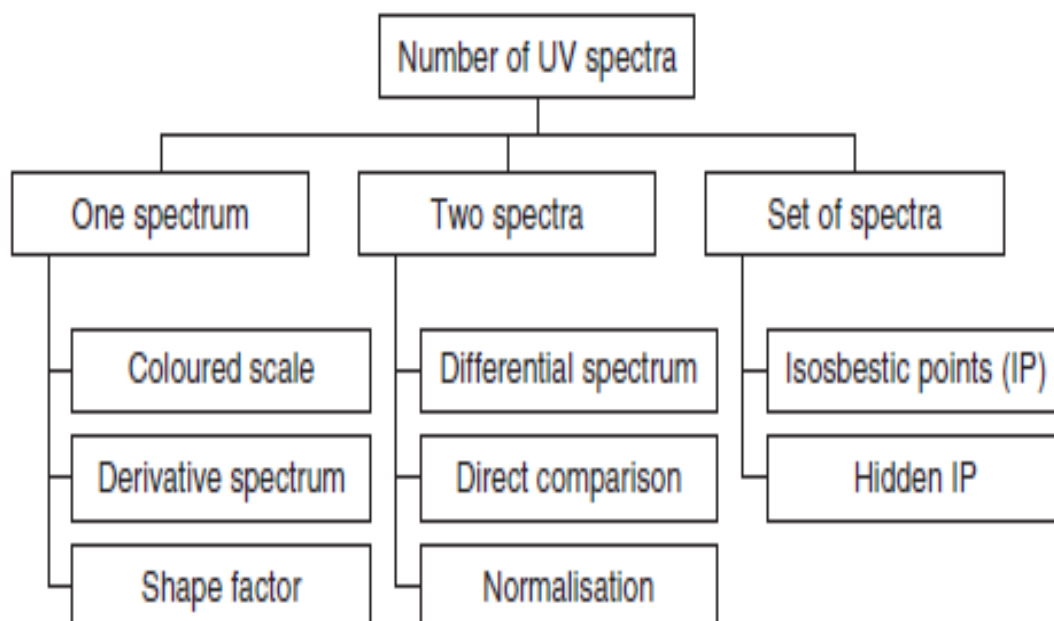 Number of UV spectra
One spectrum
Two spectra
Set of spectra
Coloured scale
Differential spectrum
Isosbestic points (IP)
Derivative spectrum
Direct comparison
Hidden IP
Shape factor
Normalisation